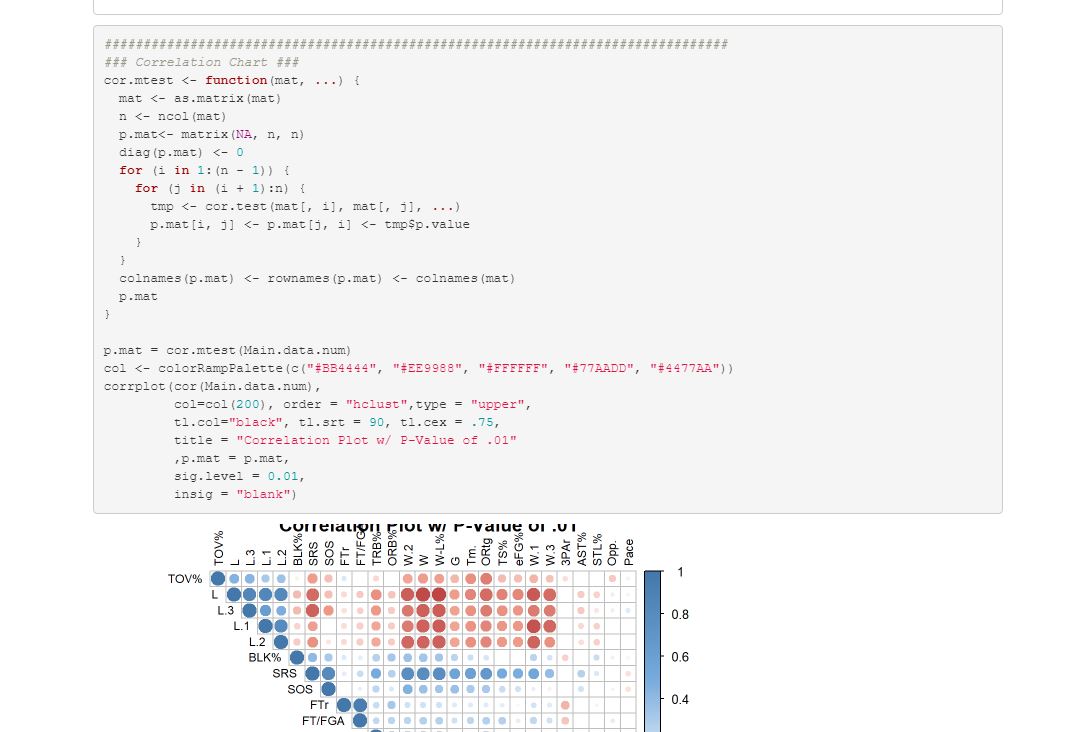 ################################################################################
### Correlation Chart ###
cor.mtest <- function(mat, ...) {
  mat <- as.matrix(mat)
  n <- ncol(mat)
  p.mat<- matrix(NA, n, n)
  diag(p.mat) <- 0
  for (i in 1:(n - 1)) {
    for (j in (i + 1):n) {
      tmp <- cor.test(mat[, i], mat[, j], ...)
      p.mat[i, j] <- p.mat[j, i] <- tmp$p.value
    }
  }
  colnames(p.mat) <- rownames(p.mat) <- colnames(mat)
  p.mat
}
p.mat = cor.mtest(Main.data.num)
col <- colorRampPalette(c("#BB4444", "#EE9988", "#FFFFFF", "#77AADD", "#4477AA"))
corrplot(cor(Main.data.num),
         col=col(200), order = "hclust",type = "upper",
         tl.col="black", tl.srt = 90, tl.cex = .75,
         title = "Correlation Plot w/ P-Value of .01"
         ,p.mat = p.mat,
         sig.level = 0.01,
         insig = "blank")
Correlation Plot w/ P-Value of .01
TOV% L L.3 L.1 L.2 BLK% SRS SOS FTr FT/FGA TRB% ORB% W.2 W W-L% G Tm. ORtg TS% eFG% W.1 W.3 3PAr AST% STL% Opp. Pace
TOV%
L
L.3
L.1
L.2
BLK%
SRS
SOS
FTr
FT/FGA
1
0.8
0.6
0.4